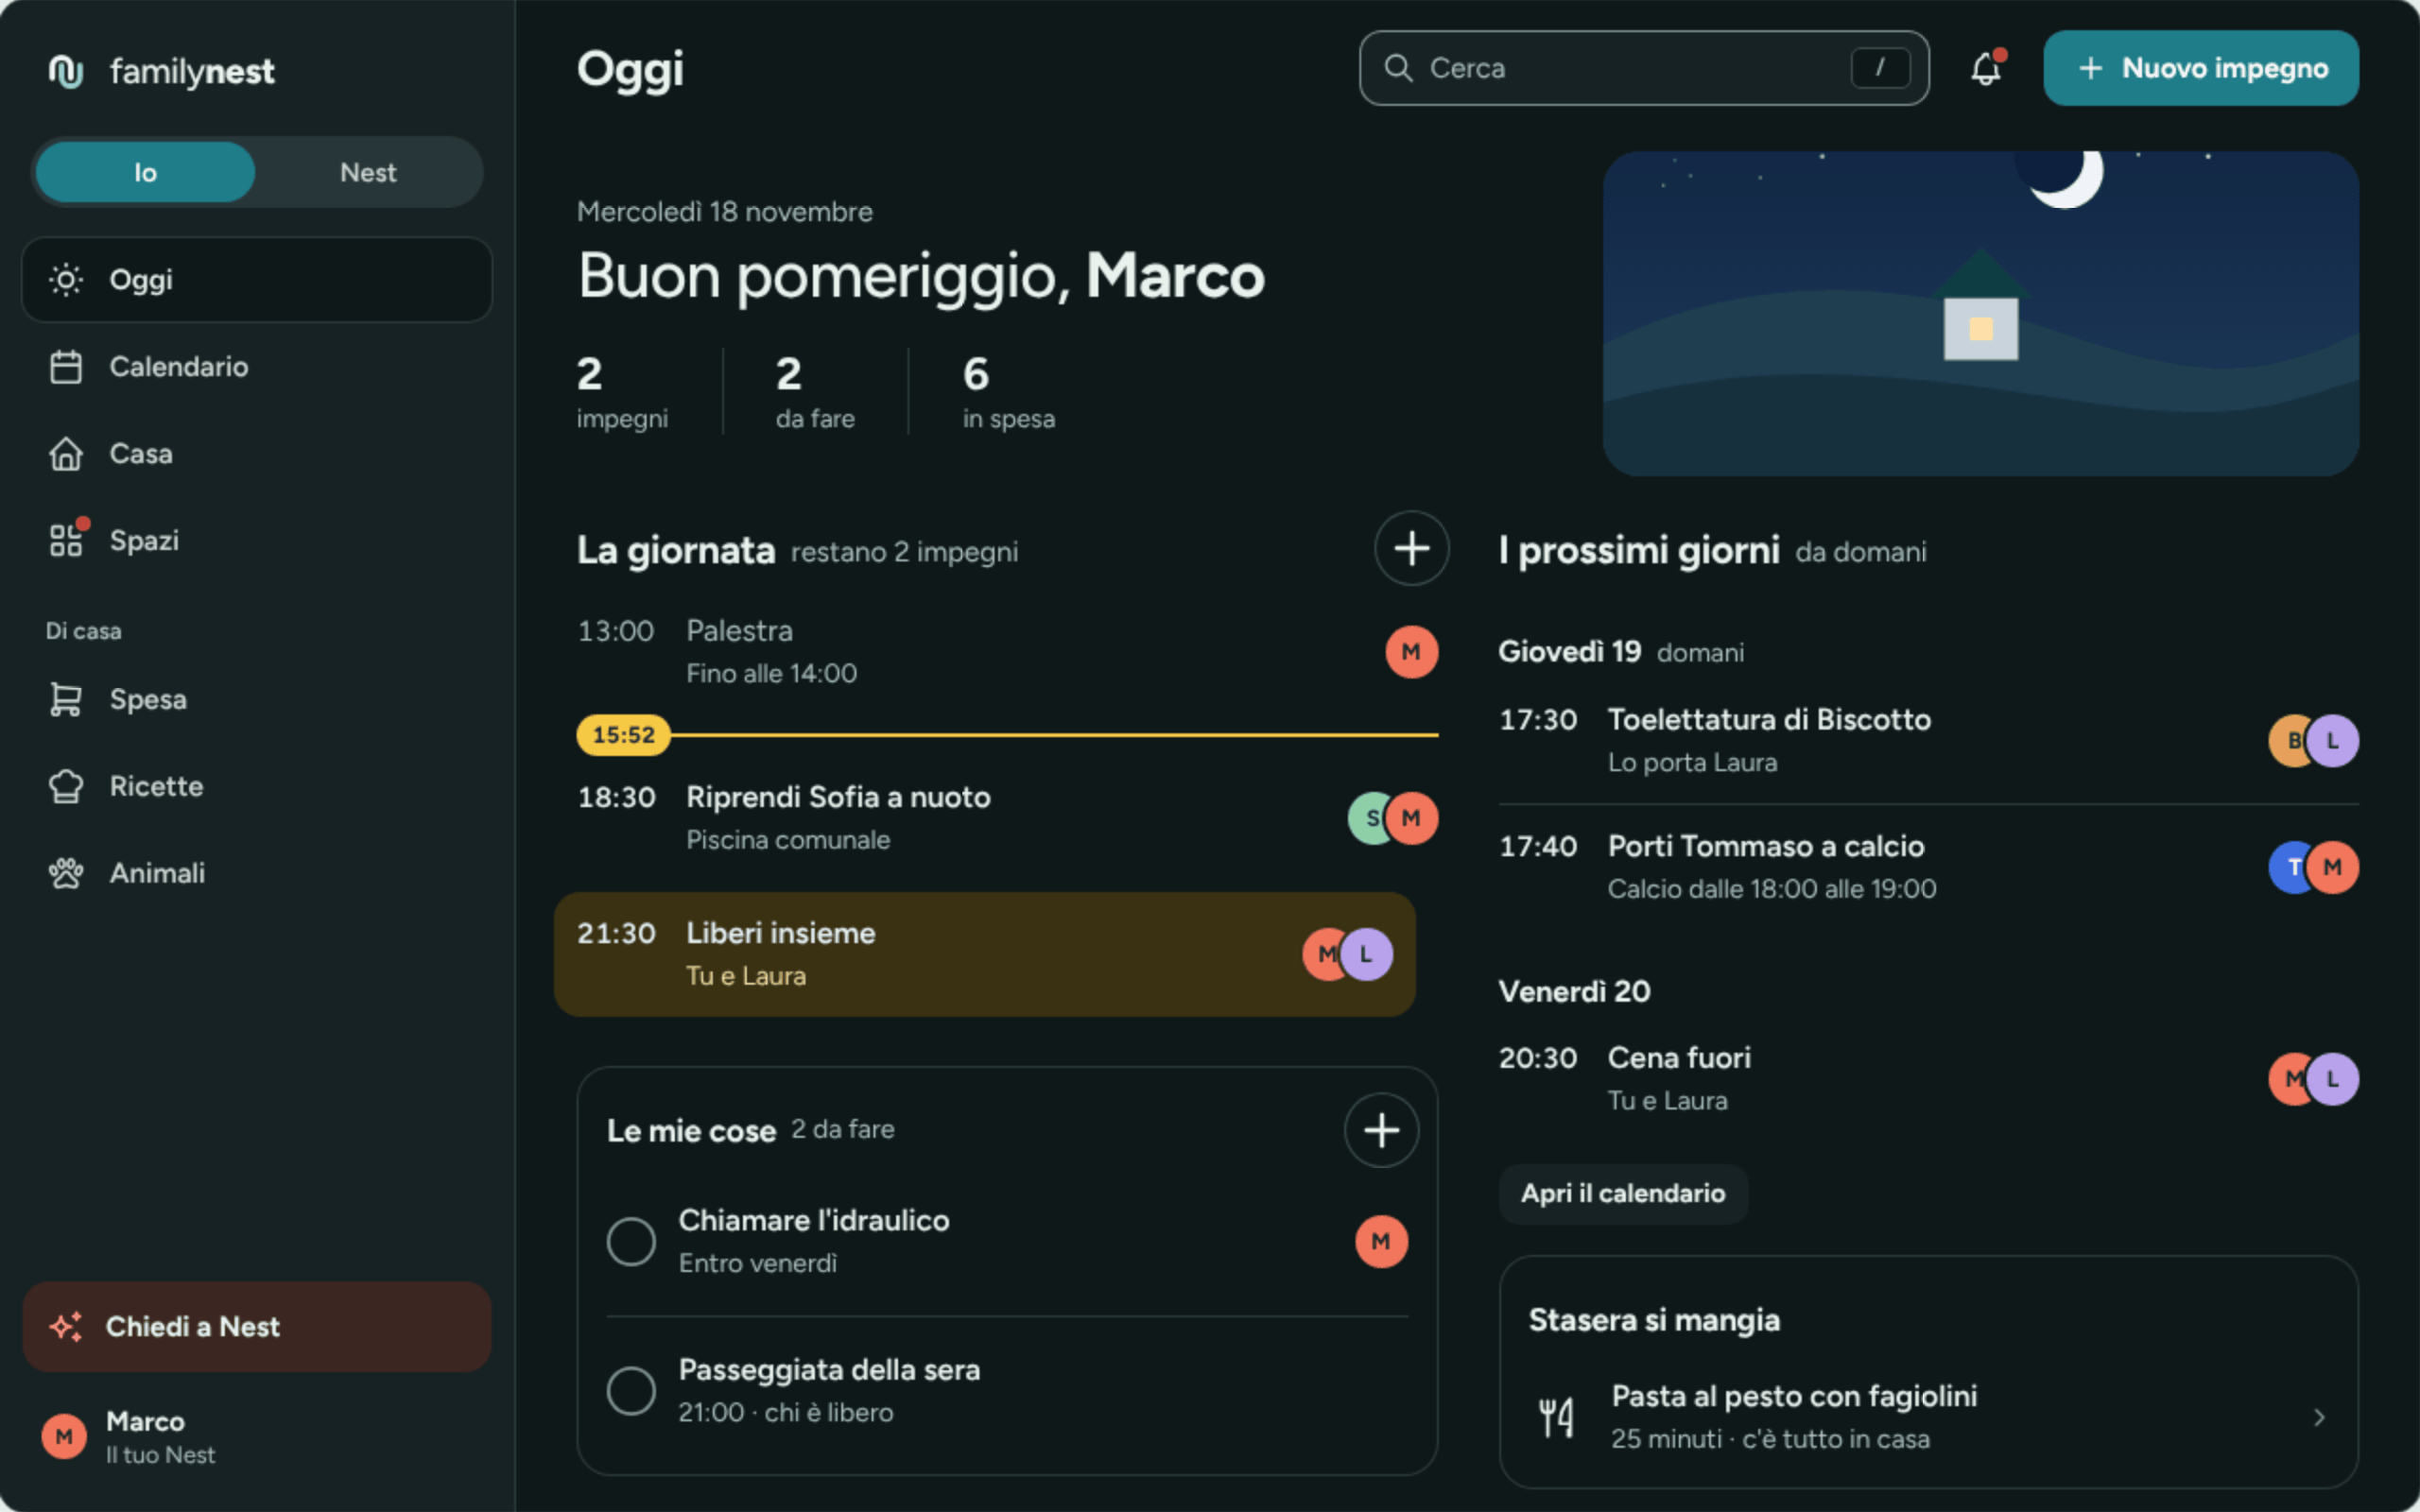 familynest
Io
Nest
Oggi
Calendario
Casa
Spazi
Di casa
Spesa
Ricette
Animali
Chiedi a Nest
M
Marco
Il tuo Nest
Oggi
Cerca
/
+ Nuovo impegno
Mercoledì 18 novembre
Buon pomeriggio, Marco
2
impegni
2
da fare
6
in spesa
La giornata restano 2 impegni
13:00 Palestra
Fino alle 14:00
M
15:52
18:30 Riprendi Sofia a nuoto
Piscina comunale
S M
21:30 Liberi insieme
Tu e Laura
M L
Le mie cose 2 da fare
Chiamare l'idraulico
Entro venerdì
M
Passeggiata della sera
21:00 · chi è libero
I prossimi giorni da domani
Giovedì 19 domani
17:30 Toelettatura di Biscotto
Lo porta Laura
B L
17:40 Porti Tommaso a calcio
Calcio dalle 18:00 alle 19:00
T M
Venerdì 20
20:30 Cena fuori
Tu e Laura
M L
Apri il calendario
Stasera si mangia
Pasta al pesto con fagiolini
25 minuti · c'è tutto in casa